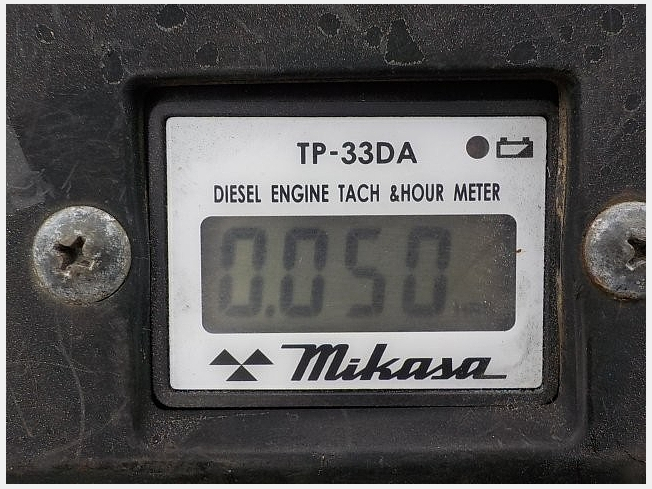 TP-33DA
DIESEL ENGINE TACH &HOUR METER
0.050
Mikasa